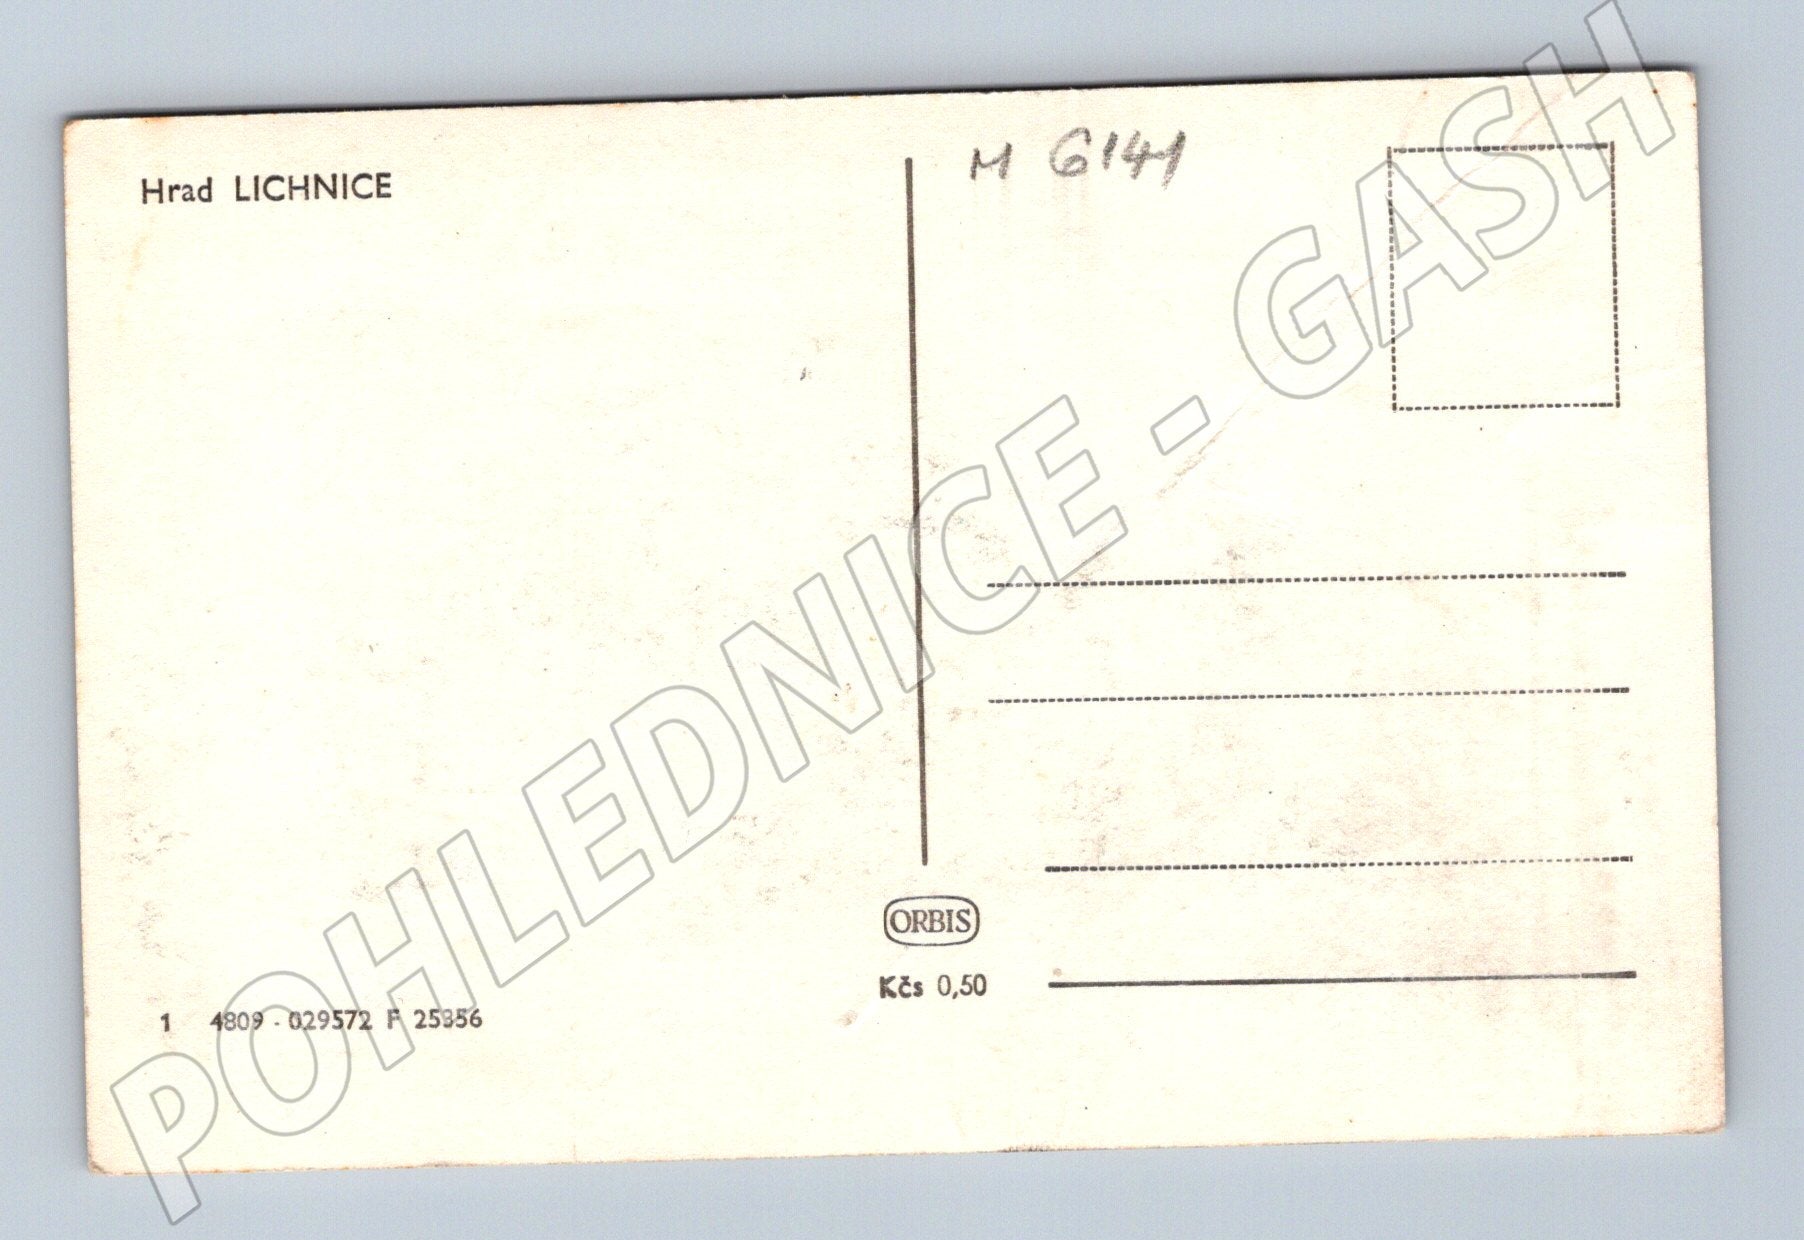 Hrad LICHNICE
M 6141
ORBIS
Kčs 0,50
1 4809 - 029572 F 25356
POHLEDNICE - GASH